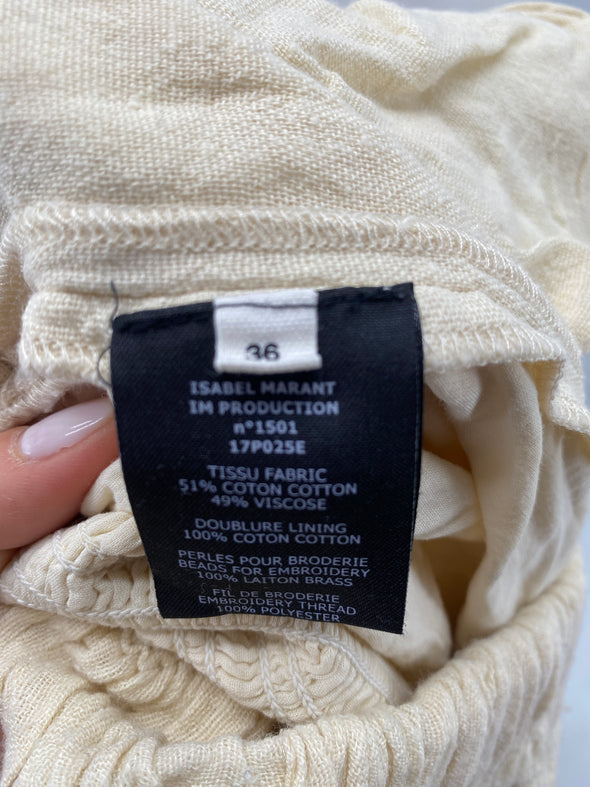 36
ISABEL MARANT
IM PRODUCTION
n°1501
17P025E
TISSU FABRIC
51% COTON COTTON
49% VISCOSE
DOUBLURE LINING
100% COTON COTTON
PERLES POUR BRODERIE
BEADS FOR EMBROIDERY
100% LAITON BRASS
FIL DE BRODERIE
EMBROIDERY THREAD
100% POLYESTER